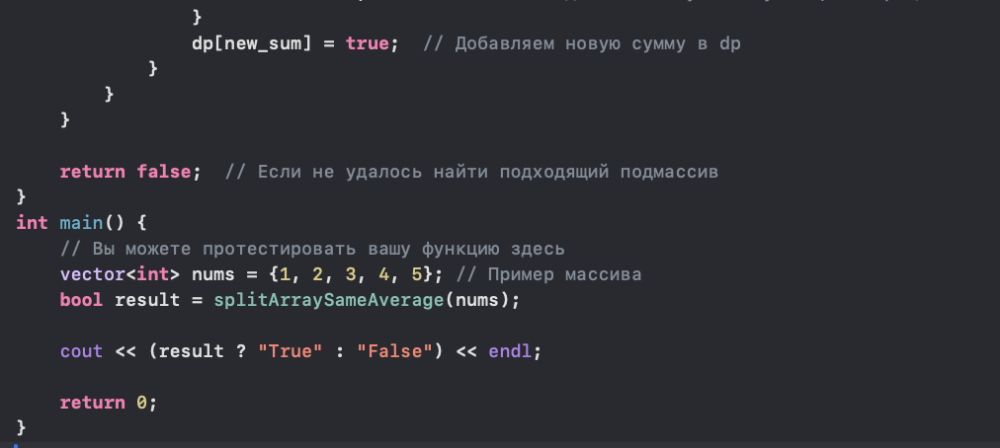 }
dp[new_sum] = true;  // Добавляем новую сумму в dp
}
}
}
return false;  // Если не удалось найти подходящий подмассив
}
int main() {
// Вы можете протестировать вашу функцию здесь
vector<int> nums = {1, 2, 3, 4, 5}; // Пример массива
bool result = splitArraySameAverage(nums);
cout << (result ? "True" : "False") << endl;
return 0;
}